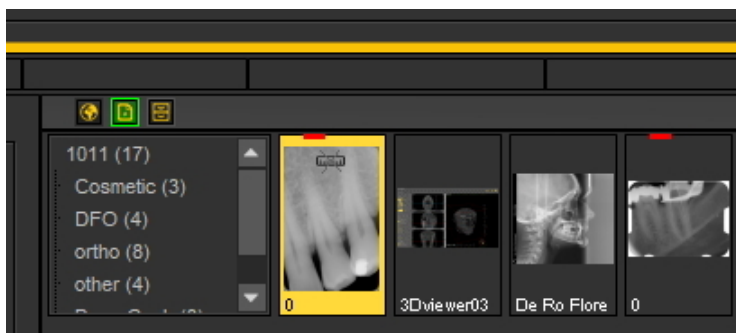 1011 (17)
Cosmetic (3)
DFO (4)
ortho (8)
other (4)
0
3Dviewer03
De Ro Flore
0